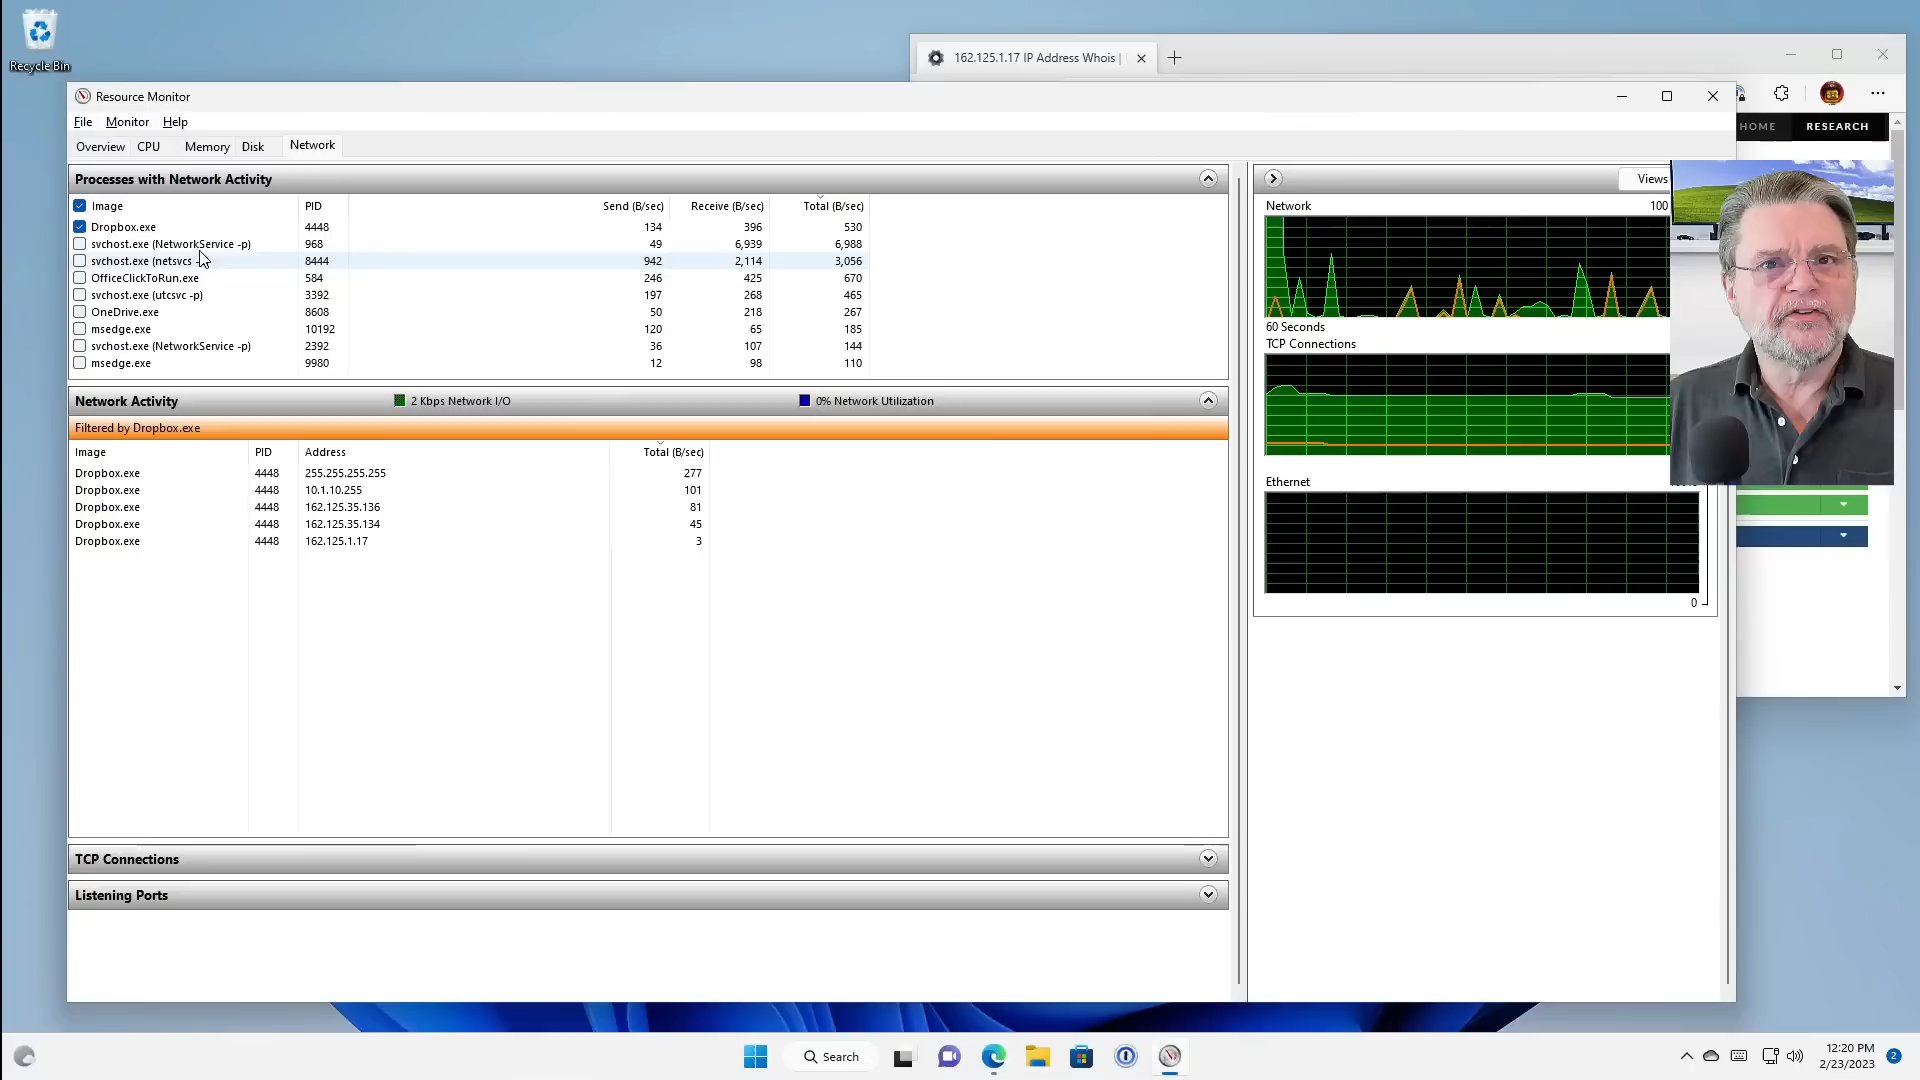 Recycle Bin
162.125.1.17 IP Address Whois |
HOME RESEARCH
Resource Monitor
File Monitor Help
Overview CPU Memory Disk Network
Processes with Network Activity
Image PID Send (B/sec) Receive (B/sec) Total (B/sec)
Dropbox.exe 4448 134 396 530
svchost.exe (NetworkService -p) 968 49 6,939 6,988
svchost.exe (netsvcs 8444 942 2,114 3,056
OfficeClickToRun.exe 584 246 425 670
svchost.exe (utcsvc -p) 3392 197 268 465
OneDrive.exe 8608 50 218 267
msedge.exe 10192 120 65 185
svchost.exe (NetworkService -p) 2392 36 107 144
msedge.exe 9980 12 98 110
Network Activity 2 Kbps Network I/O 0% Network Utilization
Filtered by Dropbox.exe
Image PID Address Total (B/sec)
Dropbox.exe 4448 255.255.255.255 277
Dropbox.exe 4448 10.1.10.255 101
Dropbox.exe 4448 162.125.35.136 81
Dropbox.exe 4448 162.125.35.134 45
Dropbox.exe 4448 162.125.1.17 3
TCP Connections
Listening Ports
Views
Network 100
60 Seconds
TCP Connections
Ethernet
0
Search
12:20 PM
2/23/2023
2